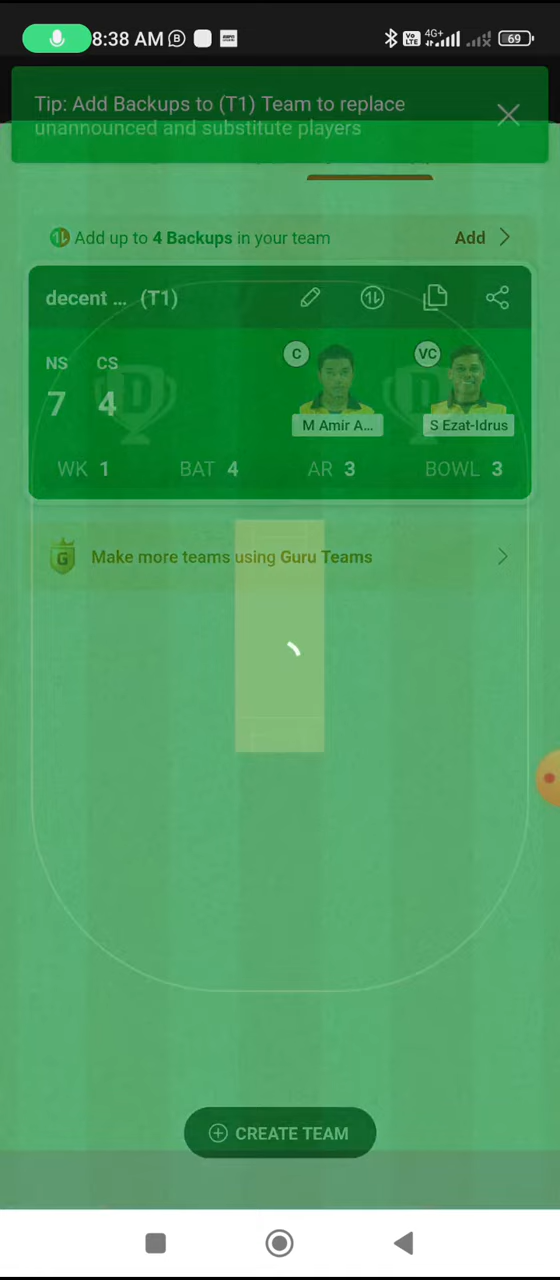 8:38 AM
4G+
69
Tip: Add Backups to (T1) Team to replace
unannounced and substitute players
Add up to 4 Backups in your team
Add
decent ... (T1)
NS
CS
7
4
C
VC
M Amir A...
S Ezat-Idrus
WK 1
BAT 4
AR 3
BOWL 3
G
Make more teams using Guru Teams
CREATE TEAM